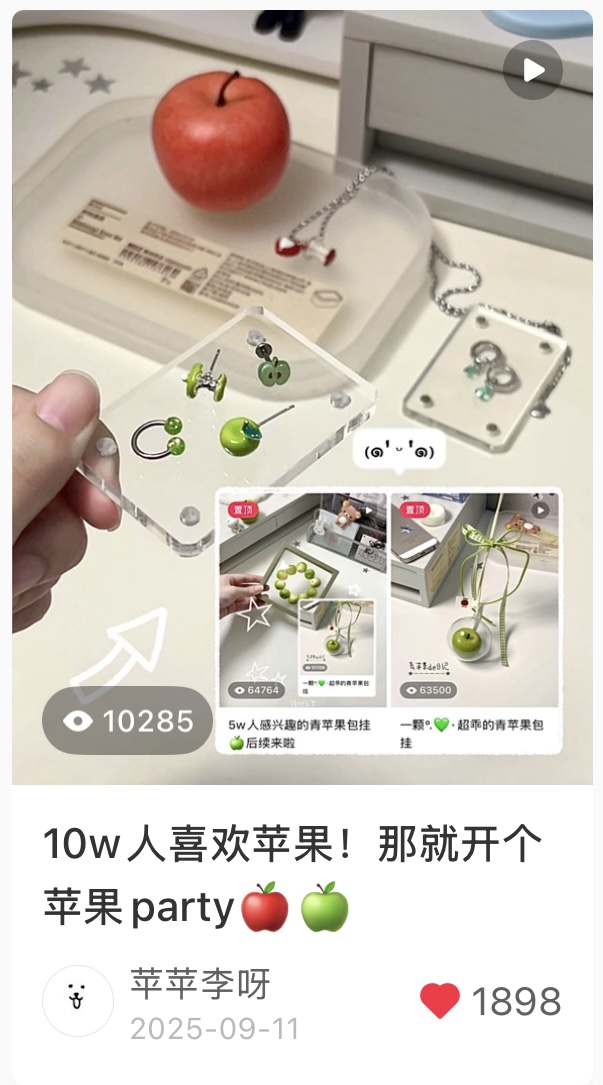 (ʘ'ᵕ'ʘ)
置顶
置顶
64764
63500
5w人感兴趣的青苹果包挂
🍏后续来啦
一颗°.💚·超乖的青苹果包
挂
10285
10w人喜欢苹果！那就开个
苹果party🍎🍏
苹苹李呀
2025-09-11
1898